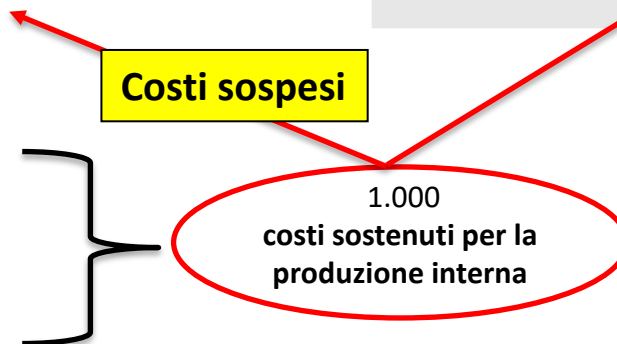 Costi sospesi
1.000
costi sostenuti per la
produzione interna